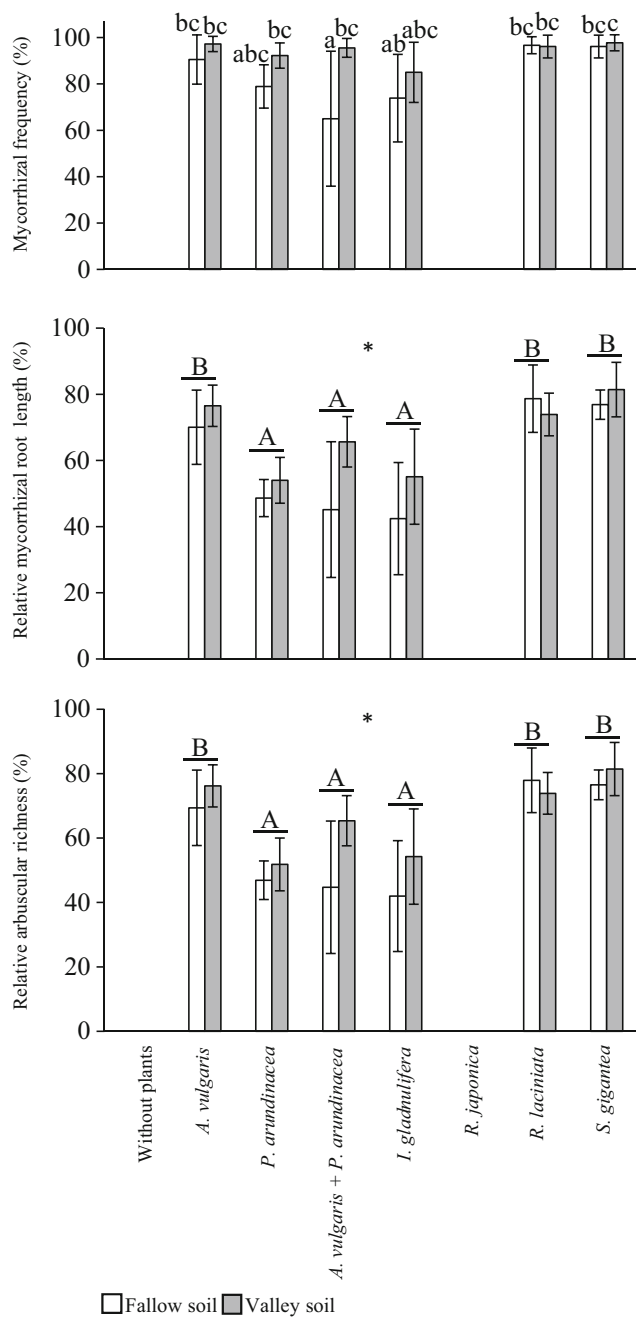 Mycorrhizal frequency (%)
100
80
60
40
20
0
bc bc
abc bc
a bc
ab abc
bc bc
bc c
Relative mycorrhizal root length (%)
100
80
60
40
20
0
*
B
A
A
A
B
B
Relative arbuscular richness (%)
100
80
60
40
20
0
*
B
A
A
A
B
B
Without plants
A. vulgaris
P. arundinacea
A. vulgaris + P. arundinacea
I. gladnulifera
R. japonica
R. laciniata
S. gigantea
Fallow soil Valley soil